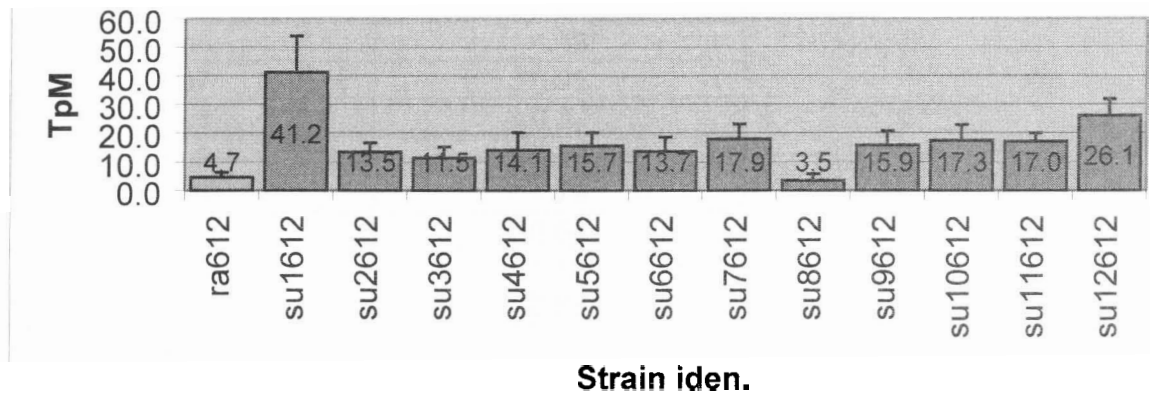 60.0
50.0
40.0
30.0
20.0
10.0
0.0
TpM
4.7
41.2
13.5
11.5
14.1
15.7
13.7
17.9
3.5
15.9
17.3
17.0
26.1
ra612
su1612
su2612
su3612
su4612
su5612
su6612
su7612
su8612
su9612
su10612
su11612
su12612
Strain iden.